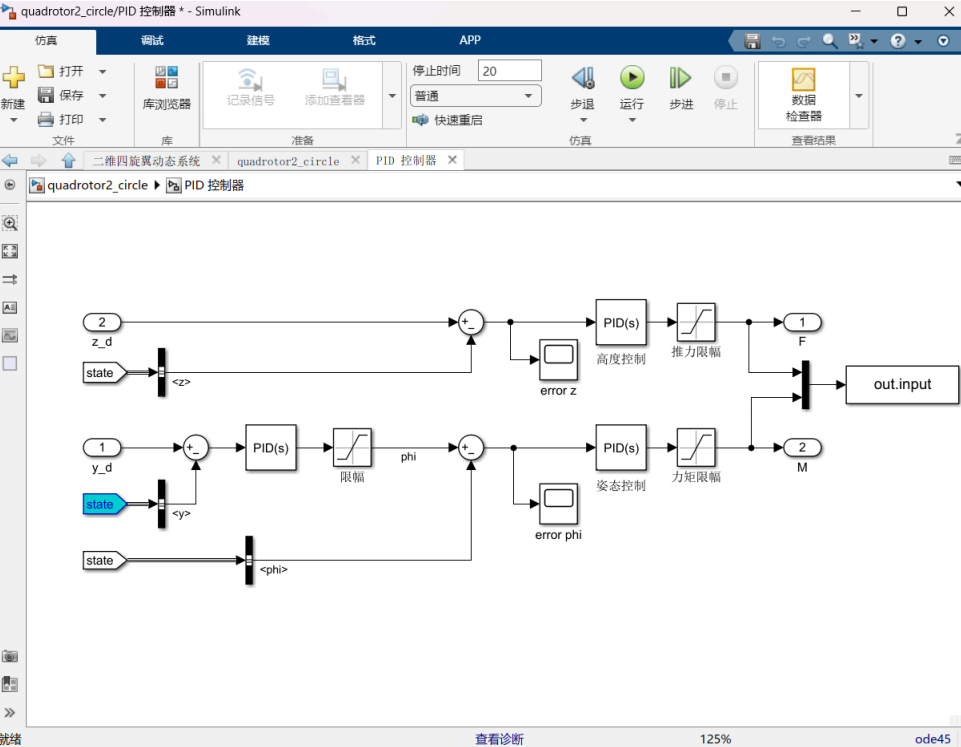 quadrotor2_circle/PID 控制器 * - Simulink
仿真 调试 建模 格式 APP
新建
打开
保存
打印
文件
库浏览器
库
记录信号
添加查看器
准备
停止时间 20
普通
快速重启
步退
运行
步进
停止
仿真
数据
检查器
查看结果
二维四旋翼动态系统 quadrotor2_circle PID 控制器
quadrotor2_circle PID 控制器
2
z_d
state
<z>
+
_
error z
PID(s)
高度控制
推力限幅
1
F
out.input
1
y_d
state
<y>
+
_
PID(s)
限幅
phi
+
_
error phi
PID(s)
姿态控制
力矩限幅
2
M
state
<phi>
就绪 查看诊断 125% ode45